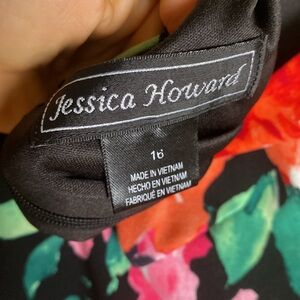 Jessica Howard
16
MADE IN VIETNAM
HECHO EN VIETNAM
FABRIQUÉ EN VIETNAM